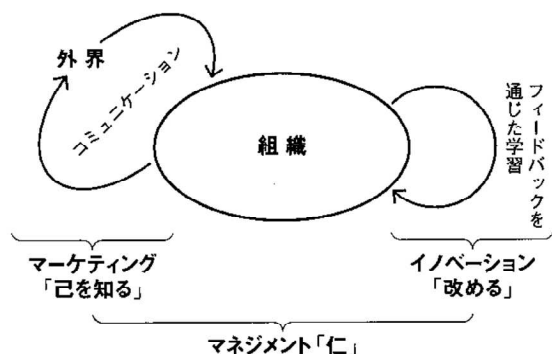 外界
コミュニケーション
組織
フィードバックを
通じた学習
マーケティング
「己を知る」
イノベーション
「改める」
マネジメント「仁」